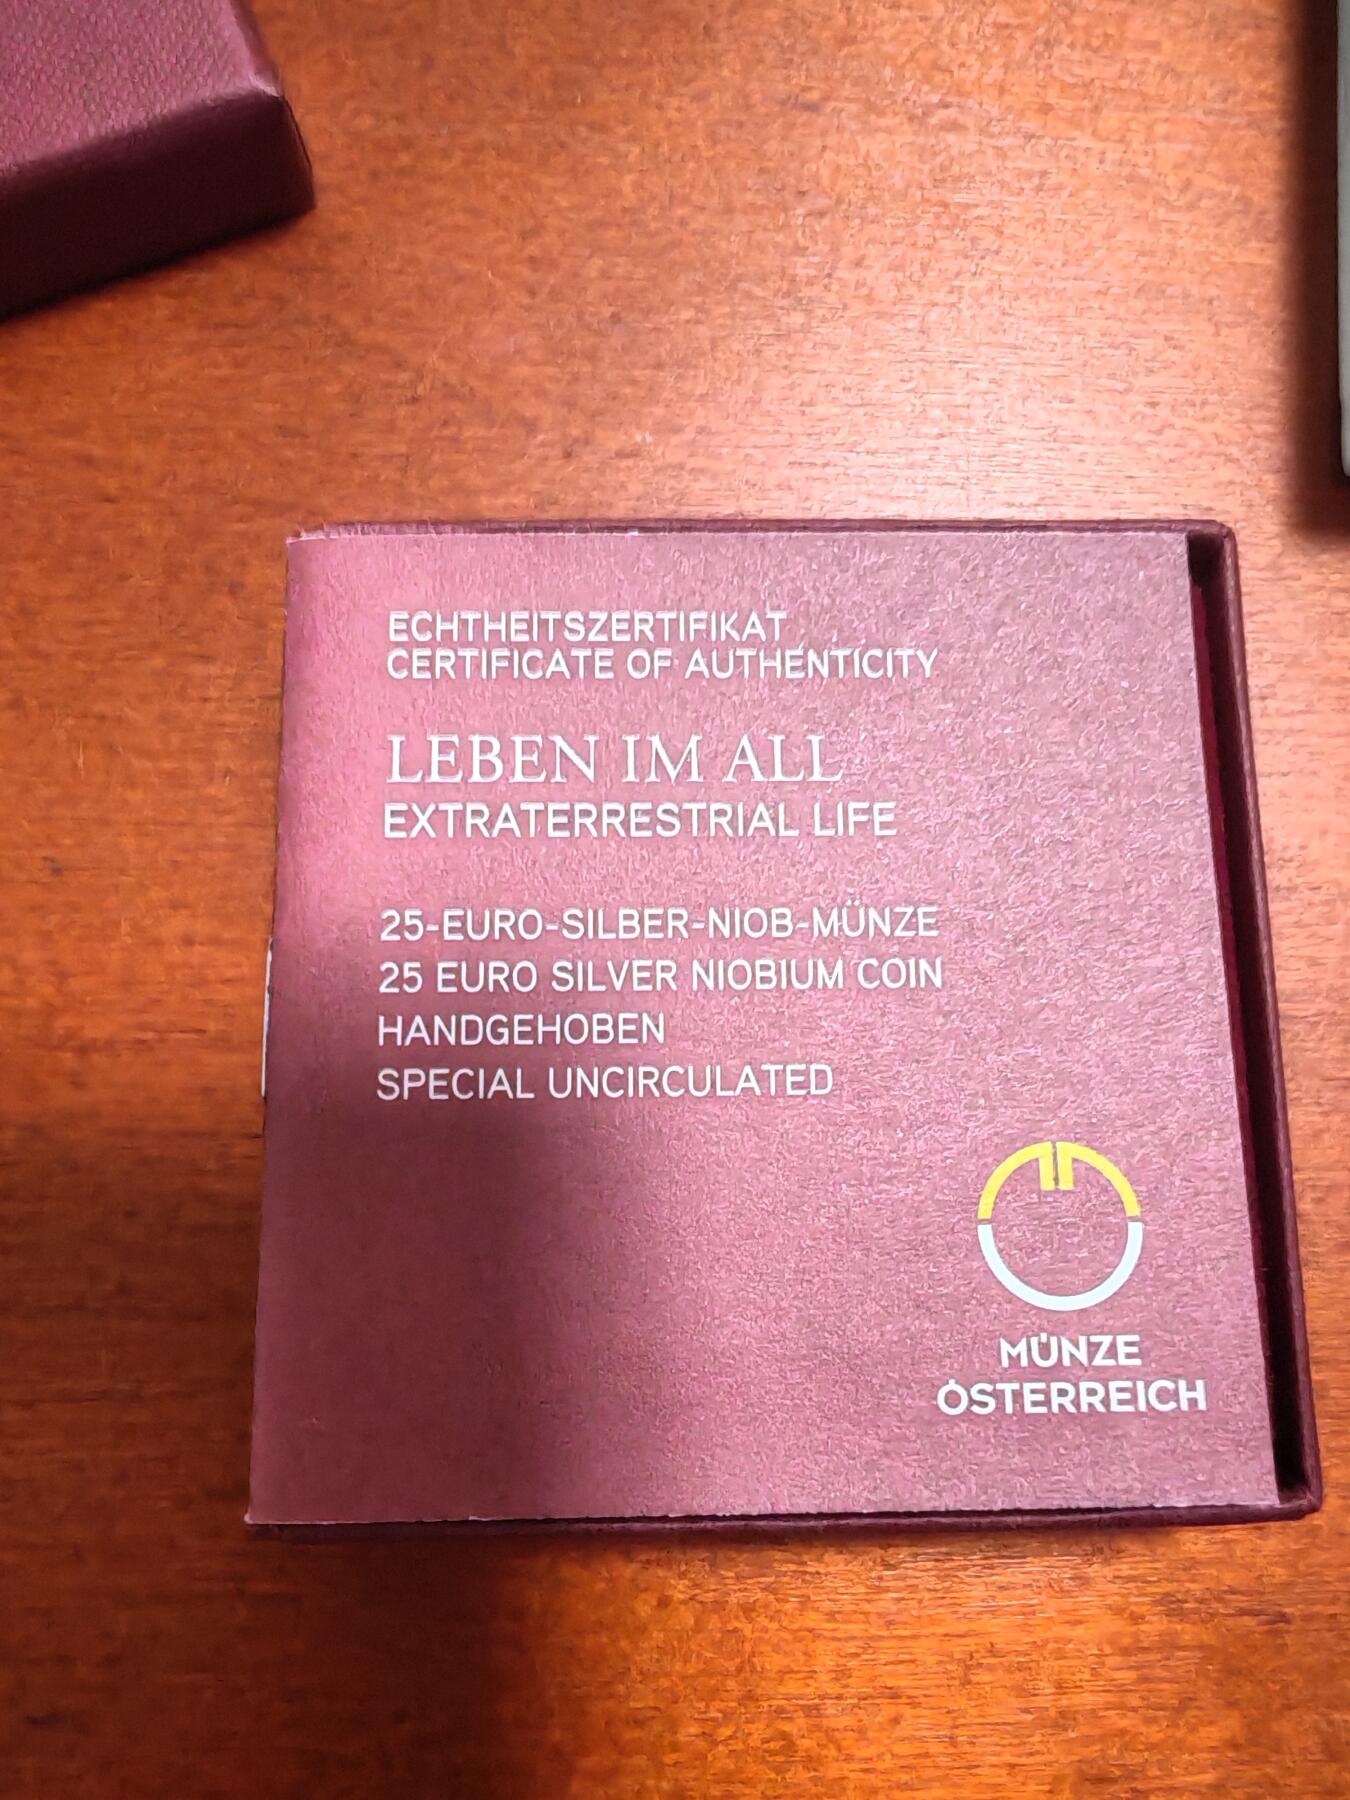 ECHTHEITSZERTIFIKAT
CERTIFICATE OF AUTHENTICITY
LEBEN IM ALL
EXTRATERRESTRIAL LIFE
25-EURO-SILBER-NIOB-MÜNZE
25 EURO SILVER NIOBIUM COIN
HANDGEHOBEN
SPECIAL UNCIRCULATED
MÜNZE
ÖSTERREICH